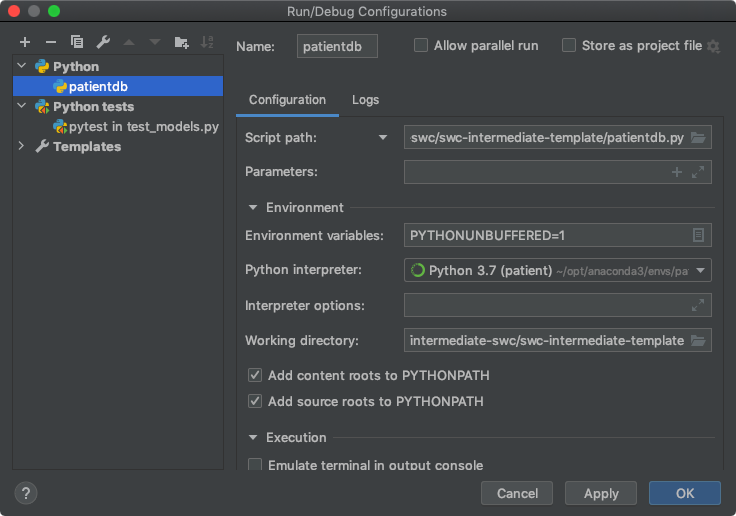 Run/Debug Configurations
Name: patientdb Allow parallel run Store as project file
Python
patientdb
Python tests
pytest in test_models.py
Templates
Configuration Logs
Script path: swc/swc-intermediate-template/patientdb.py
Parameters:
Environment
Environment variables: PYTHONUNBUFFERED=1
Python interpreter: Python 3.7 (patient) ~/opt/anaconda3/envs/pa
Interpreter options:
Working directory: intermediate-swc/swc-intermediate-template
Add content roots to PYTHONPATH
Add source roots to PYTHONPATH
Execution
Emulate terminal in output console
? Cancel Apply OK